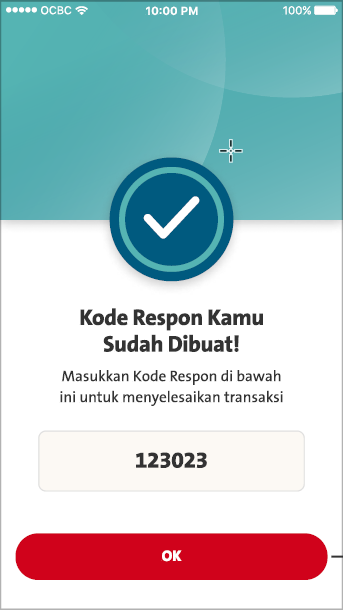 OCBC 10:00 PM 100%
Kode Respon Kamu
Sudah Dibuat!
Masukkan Kode Respon di bawah
ini untuk menyelesaikan transaksi
123023
OK